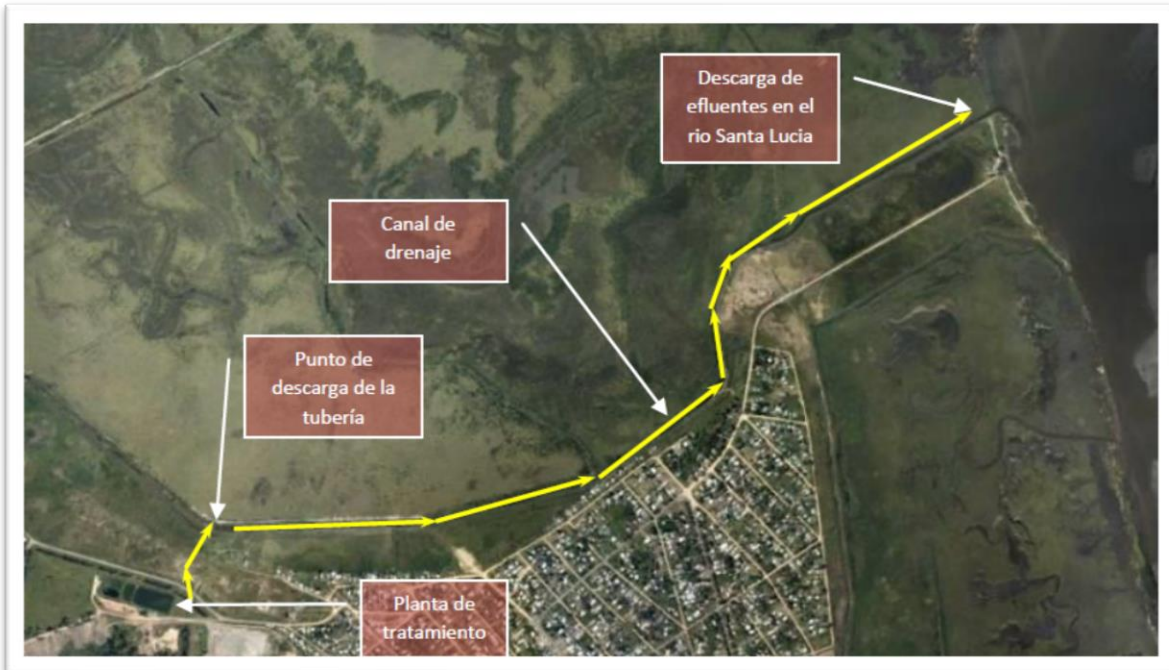 Descarga de
efluentes en el
rio Santa Lucia
Canal de
drenaje
Punto de
descarga de la
tubería
Planta de
tratamiento